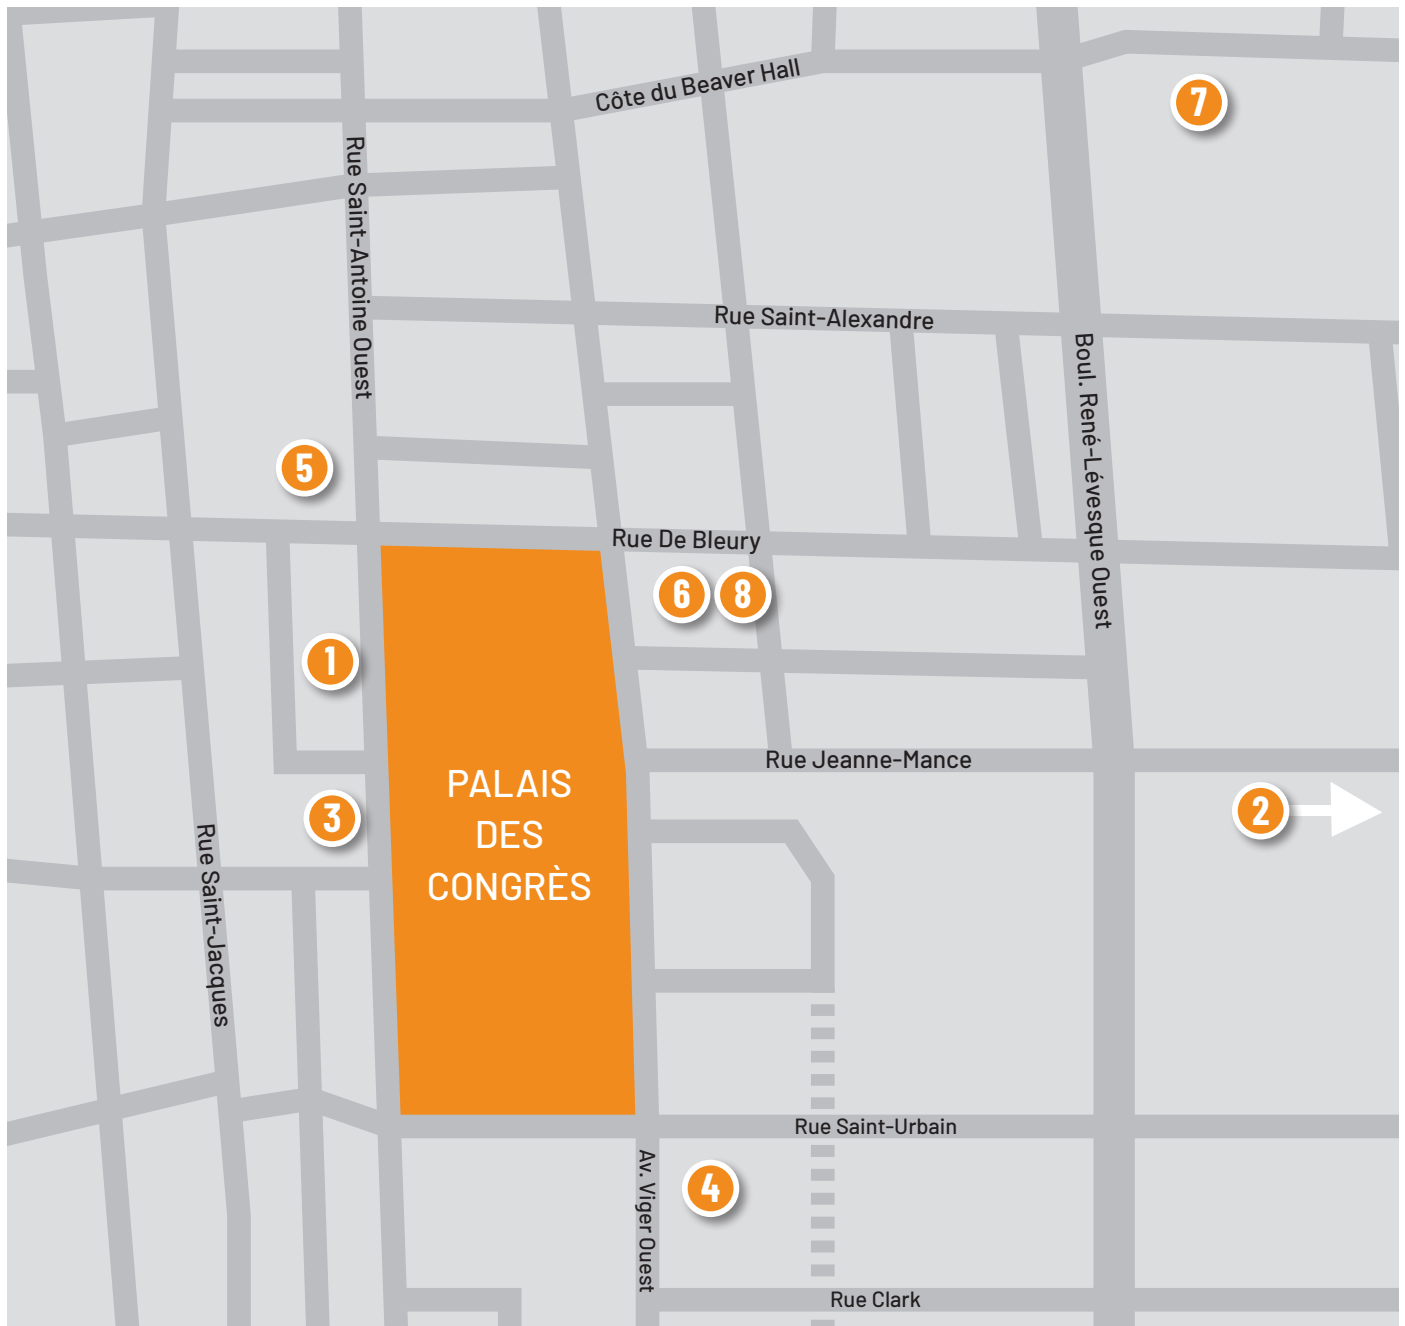 Côte du Beaver Hall
7
Rue Saint-Antoine Ouest
Rue Saint-Alexandre
Boul. René-Lévesque Ouest
5
Rue De Bleury
6
8
1
Rue Jeanne-Mance
PALAIS
DES
CONGRÈS
2
3
Rue Saint-Jacques
Rue Saint-Urbain
Av. Viger Ouest
4
Rue Clark